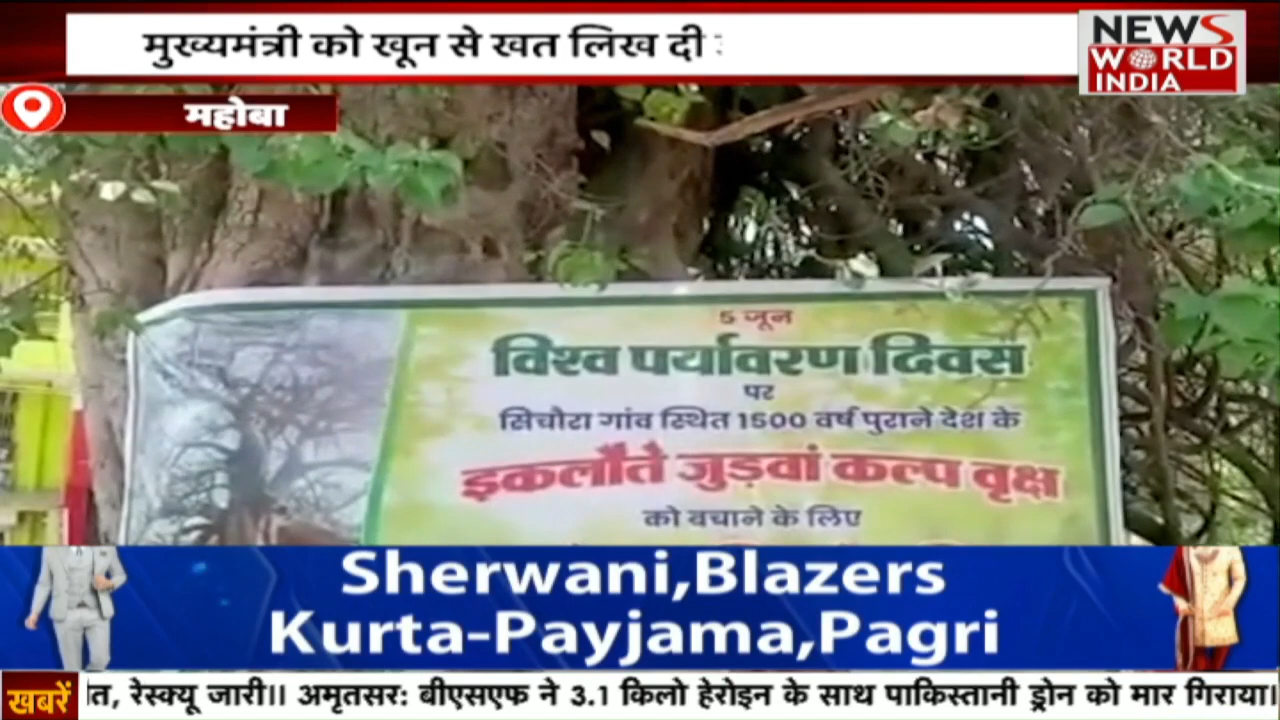 मुख्यमंत्री को खून से खत लिख दी
NEWS
WORLD
INDIA
महोबा
5 जून
विश्व पर्यावरण दिवस
पर
सिचौरा गांव स्थित 1500 वर्ष पुराने देश के
इकलौते जुड़वां कल्प वृक्ष
को बचाने के लिए
Sherwani,Blazers
Kurta-Payjama,Pagri
खबरें
त, रेस्क्यू जारी।। अमृतसर: बीएसएफ ने 3.1 किलो हेरोइन के साथ पाकिस्तानी ड्रोन को मार गिराया।